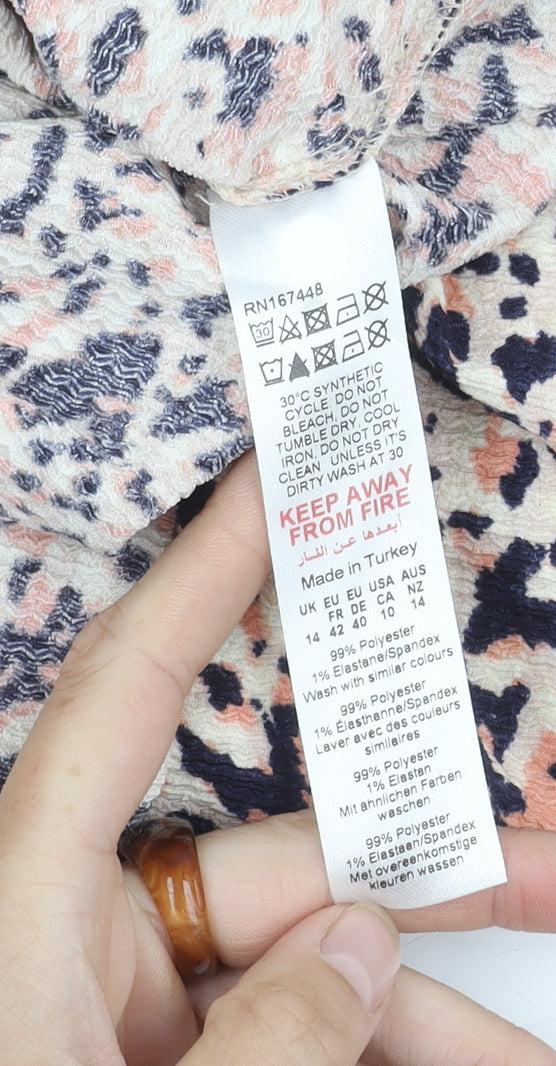 RN167448
30
30°C SYNTHETIC
CYCLE, DO NOT
BLEACH, DO NOT
TUMBLE DRY, COOL
IRON, DO NOT DRY
CLEAN UNLESS IT'S
DIRTY WASH AT 30
KEEP AWAY
FROM FIRE
أبعدها عن النار
Made in Turkey
UK EU EU USA AUS
FR DE CA NZ
14 42 40 10 14
99% Polyester
1% Elastane/Spandex
Wash with similar colours
99% Polyester
1% Élasthanne/Spandex
Laver avec des couleurs
similaires
99% Polyester
1% Elastan
Mit ähnlichen Farben
waschen
99% Polyester
1% Elastaan/Spandex
Met overeenkomstige
kleuren wassen